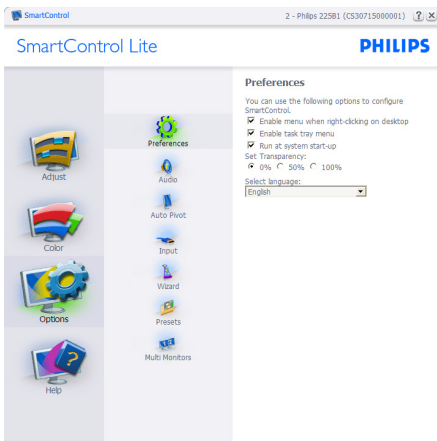 SmartControl
2 - Philips 225B1 (CS30715000001)
?
SmartControl Lite
PHILIPS
Adjust
Color
Options
Help
Preferences
Audio
Auto Pivot
Input
Wizard
Presets
Multi Monitors
Preferences
You can use the following options to configure
SmartControl.
Enable menu when right-clicking on desktop
Enable task tray menu
Run at system start-up
Set Transparency:
0% 50% 100%
Select language:
English